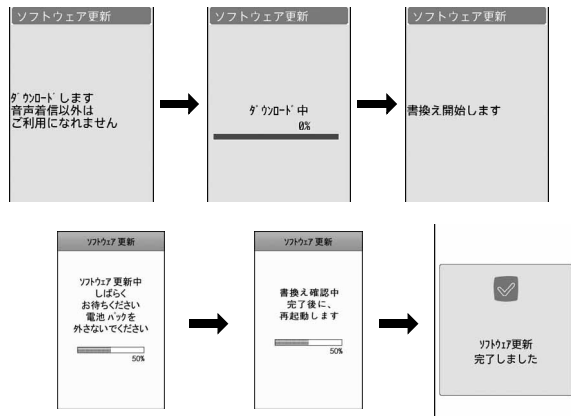 ソフトウェア更新
ﾀﾞｳﾝﾛｰﾄﾞします
音声着信以外は
ご利用になれません
ソフトウェア更新
ﾀﾞｳﾝﾛｰﾄﾞ中
0%
ソフトウェア更新
書換え開始します
ｿﾌﾄｳｪｱ更新
ｿﾌﾄｳｪｱ更新中
しばらく
お待ちください
電池ﾊﾟｯｸを
外さないでください
50%
ｿﾌﾄｳｪｱ更新
書換え確認中
完了後に、
再起動します
50%
ｿﾌﾄｳｪｱ更新
完了しました